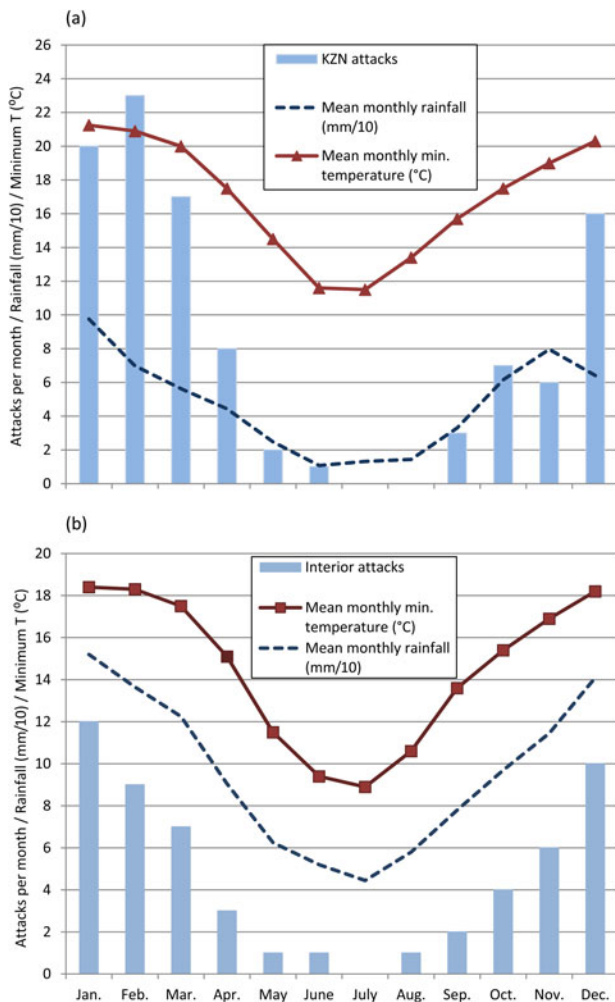 (a)
Attacks per month / Rainfall (mm/10) / Minimum T (°C)
26
24
22
20
18
16
14
12
10
8
6
4
2
0
KZN attacks
Mean monthly rainfall
(mm/10)
Mean monthly min.
temperature (°C)
(b)
Attacks per month / Rainfall (mm/10) / Minimum T (°C)
20
18
16
14
12
10
8
6
4
2
0
Interior attacks
Mean monthly min.
temperature (°C)
Mean monthly rainfall
(mm/10)
Jan. Feb. Mar. Apr. May June July Aug. Sep. Oct. Nov. Dec.